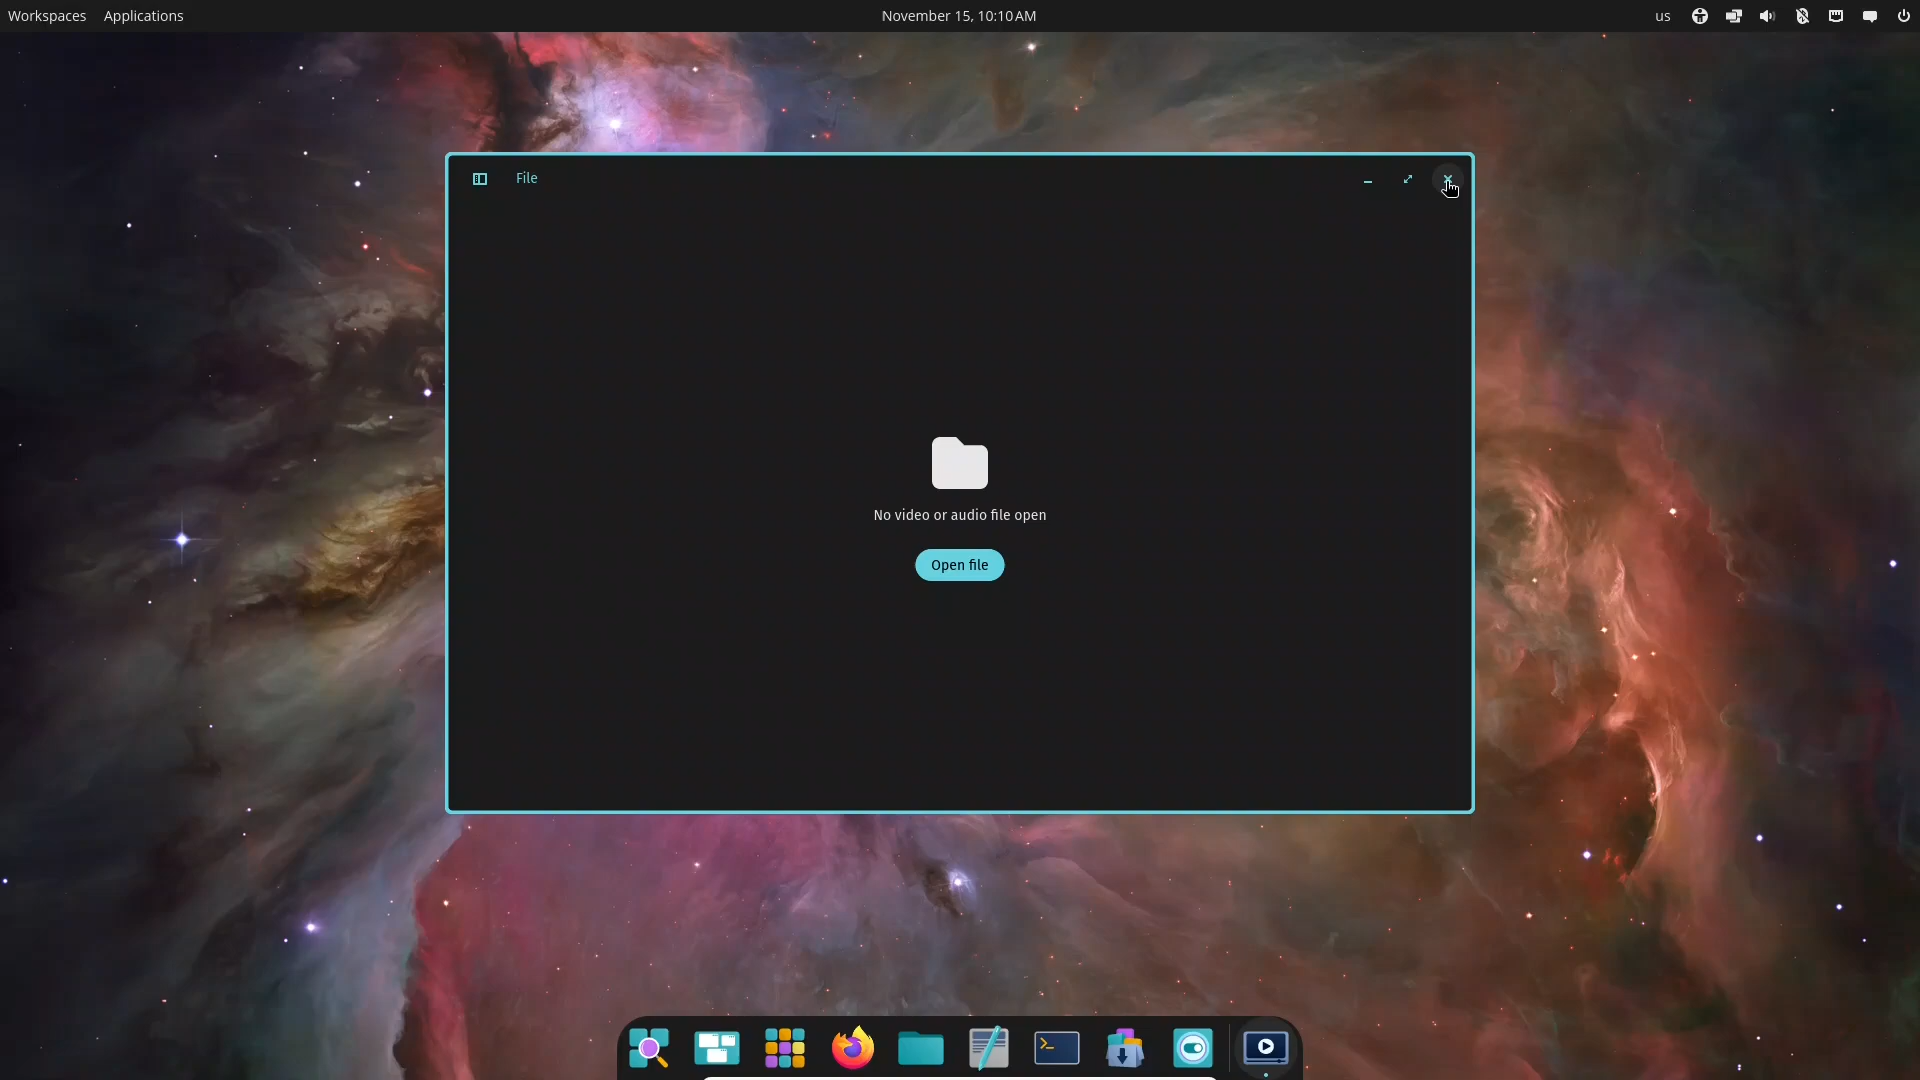 Workspaces Applications November 15, 10:10 AM us
File
No video or audio file open
Open file